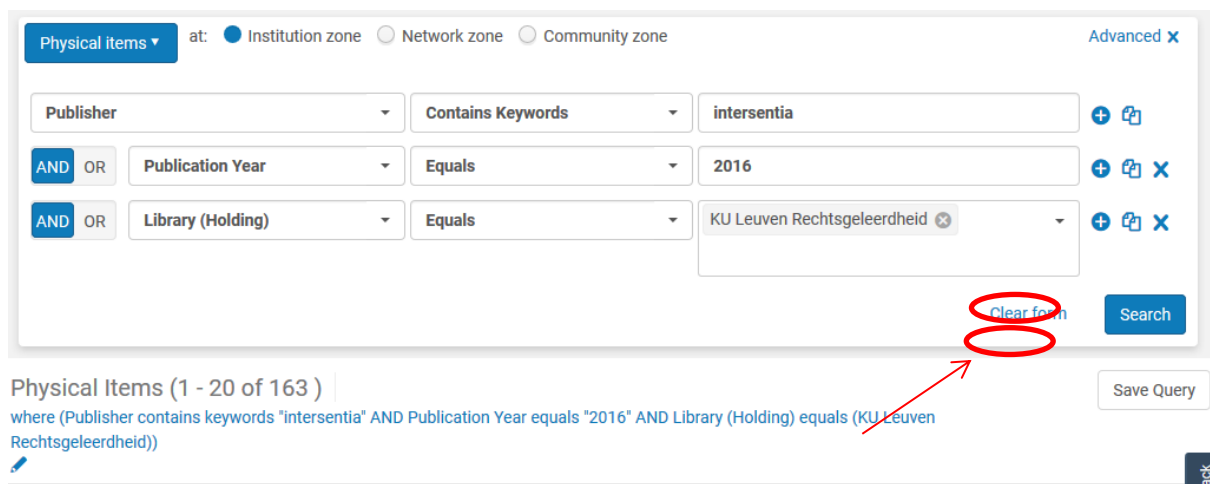 Physical items at: Institution zone Network zone Community zone Advanced
Publisher Contains Keywords intersentia
AND OR Publication Year Equals 2016
AND OR Library (Holding) Equals KU Leuven Rechtsgeleerdheid
Clear form Search
Physical Items (1 - 20 of 163 ) Save Query
where (Publisher contains keywords "intersentia" AND Publication Year equals "2016" AND Library (Holding) equals (KU Leuven
Rechtsgeleerdheid))